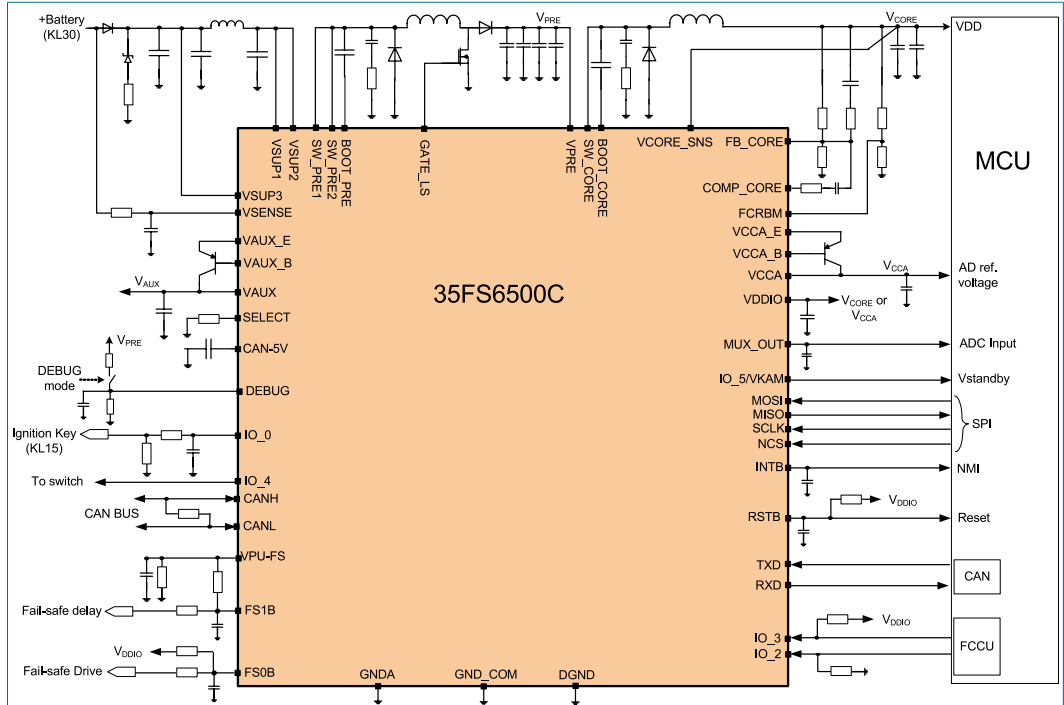 +Battery
(KL30)
VPRE
VCORE
VDD
MCU
VSUP1
VSUP2
SW_PRE1
SW_PRE2
BOOT_PRE
GATE_LS
VPRE
SW_CORE
BOOT_CORE
VCORE_SNS
FB_CORE
COMP_CORE
FCRBM
VCCA_E
VCCA_B
VCCA
VCCA
AD ref.
voltage
VDDIO
VCORE or
VCCA
MUX_OUT
ADC Input
IO_5/VKAM
Vstandby
MOSI
MISO
SCLK
NCS
SPI
INTB
NMI
RSTB
VDDIO
Reset
TXD
RXD
CAN
IO_3
IO_2
VDDIO
FCCU
35FS6500C
VSUP3
VSENSE
VAUX_E
VAUX_B
VAUX
VAUX
SELECT
CAN-5V
VPRE
DEBUG
mode
DEBUG
Ignition Key
(KL15)
IO_0
To switch
IO_4
CANH
CAN BUS
CANL
VPU-FS
Fail-safe delay
FS1B
VDDIO
Fail-safe Drive
FS0B
GNDA
GND_COM
DGND